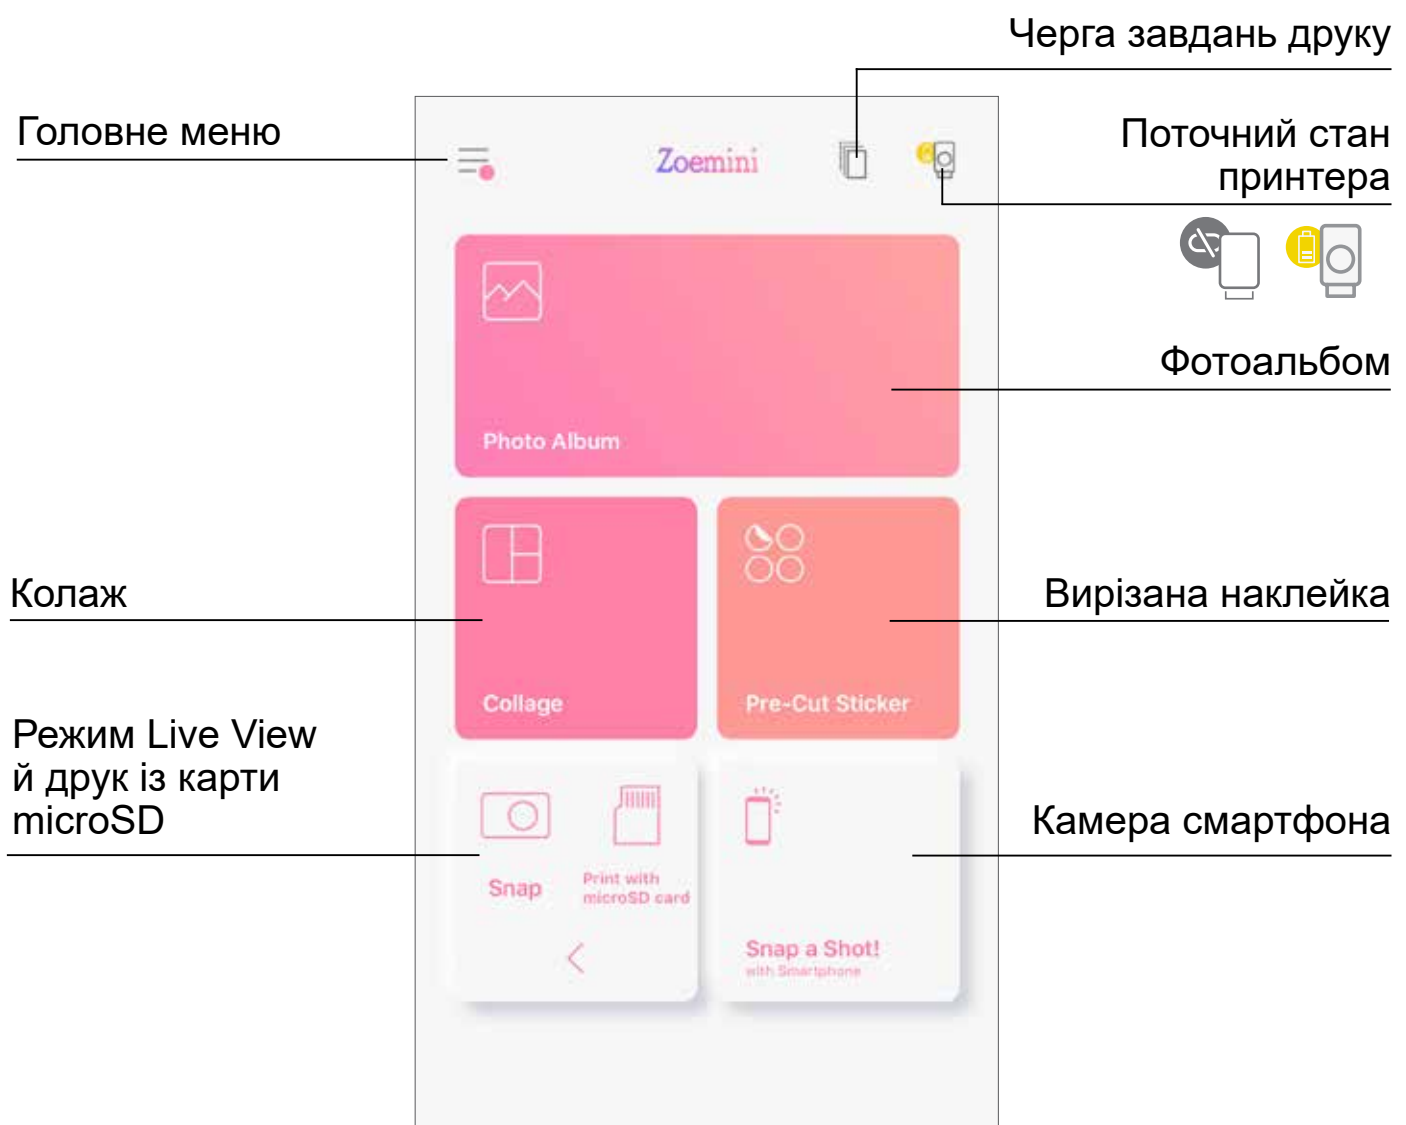 Черга завдань друку
Головне меню
Поточний стан
принтера
Zoemini
Фотоальбом
Photo Album
Колаж
Вирізана наклейка
Collage
Pre-Cut Sticker
Режим Live View
й друк із карти
microSD
Камера смартфона
Snap
Print with
microSD card
Snap a Shot!
with Smartphone